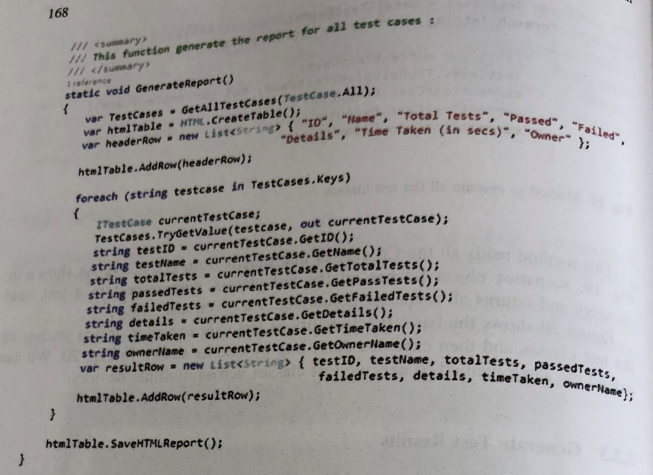 168
/// <summary>
/// This function generate the report for all test cases :
/// </summary>
1 reference
static void GenerateReport()
{
var TestCases = GetAllTestCases(TestCase.All);
var htmlTable = HTML.CreateTable();
var headerRow = new List<String> { "ID", "Name", "Total Tests", "Passed", "Failed",
"Details", "Time Taken (in secs)", "Owner" };
htmlTable.AddRow(headerRow);
foreach (string testcase in TestCases.Keys)
{
ITestCase currentTestCase;
TestCases.TryGetValue(testcase, out currentTestCase);
string testID = currentTestCase.GetID();
string testName = currentTestCase.GetName();
string totalTests = currentTestCase.GetTotalTests();
string passedTests = currentTestCase.GetPassTests();
string failedTests = currentTestCase.GetFailedTests();
string details = currentTestCase.GetDetails();
string timeTaken = currentTestCase.GetTimeTaken();
string ownerName = currentTestCase.GetOwnerName();
var resultRow = new List<String> { testID, testName, totalTests, passedTests,
failedTests, details, timeTaken, ownerName};
htmlTable.AddRow(resultRow);
}
htmlTable.SaveHTMLReport();
}